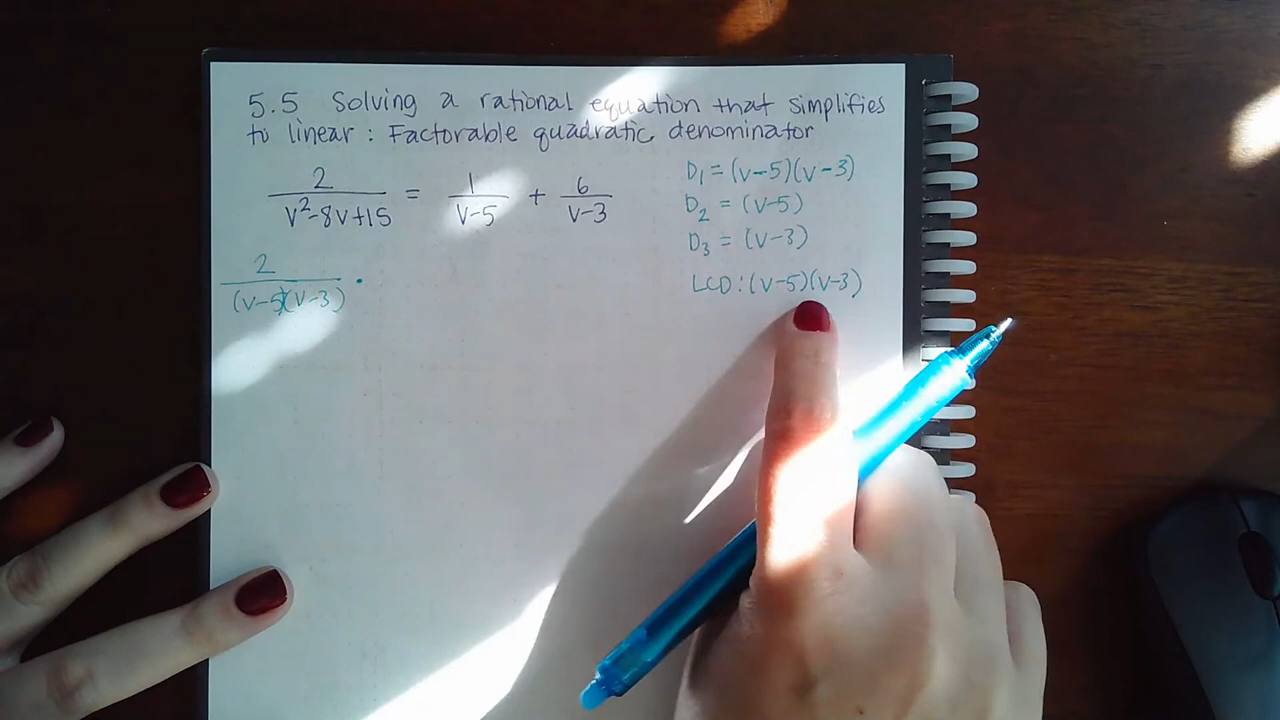 5.5 Solving a rational equation that simplifies
to linear: Factorable quadratic denominator
2/(v²-8v+15) = 1/(v-5) + 6/(v-3)
D₁ = (v-5)(v-3)
D₂ = (v-5)
D₃ = (v-3)
LCD: (v-5)(v-3)
2/((v-5)(v-3)) ·